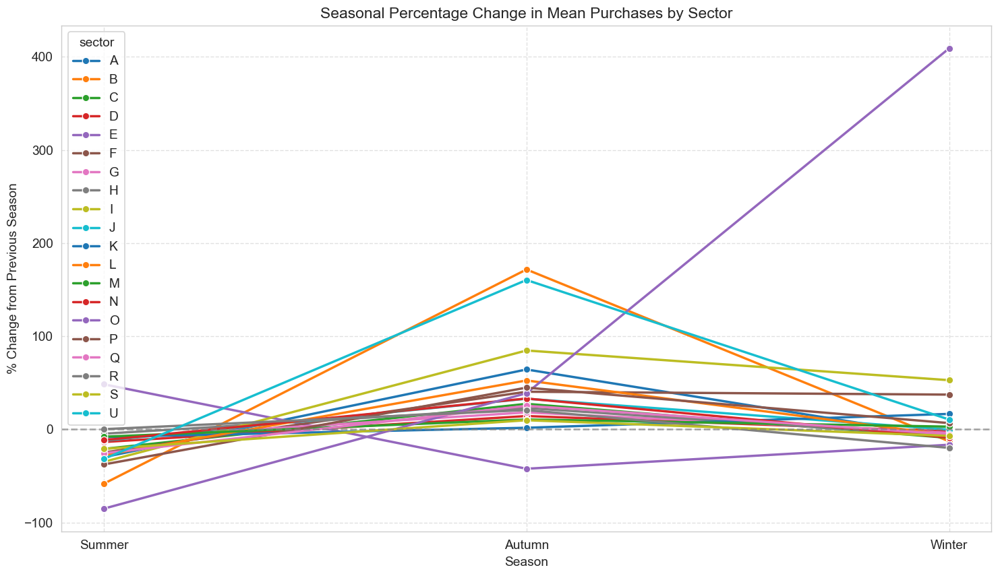 Seasonal Percentage Change in Mean Purchases by Sector
% Change from Previous Season
400
300
200
100
0
−100
sector
A
B
C
D
E
F
G
H
I
J
K
L
M
N
O
P
Q
R
S
U
Summer
Autumn
Winter
Season